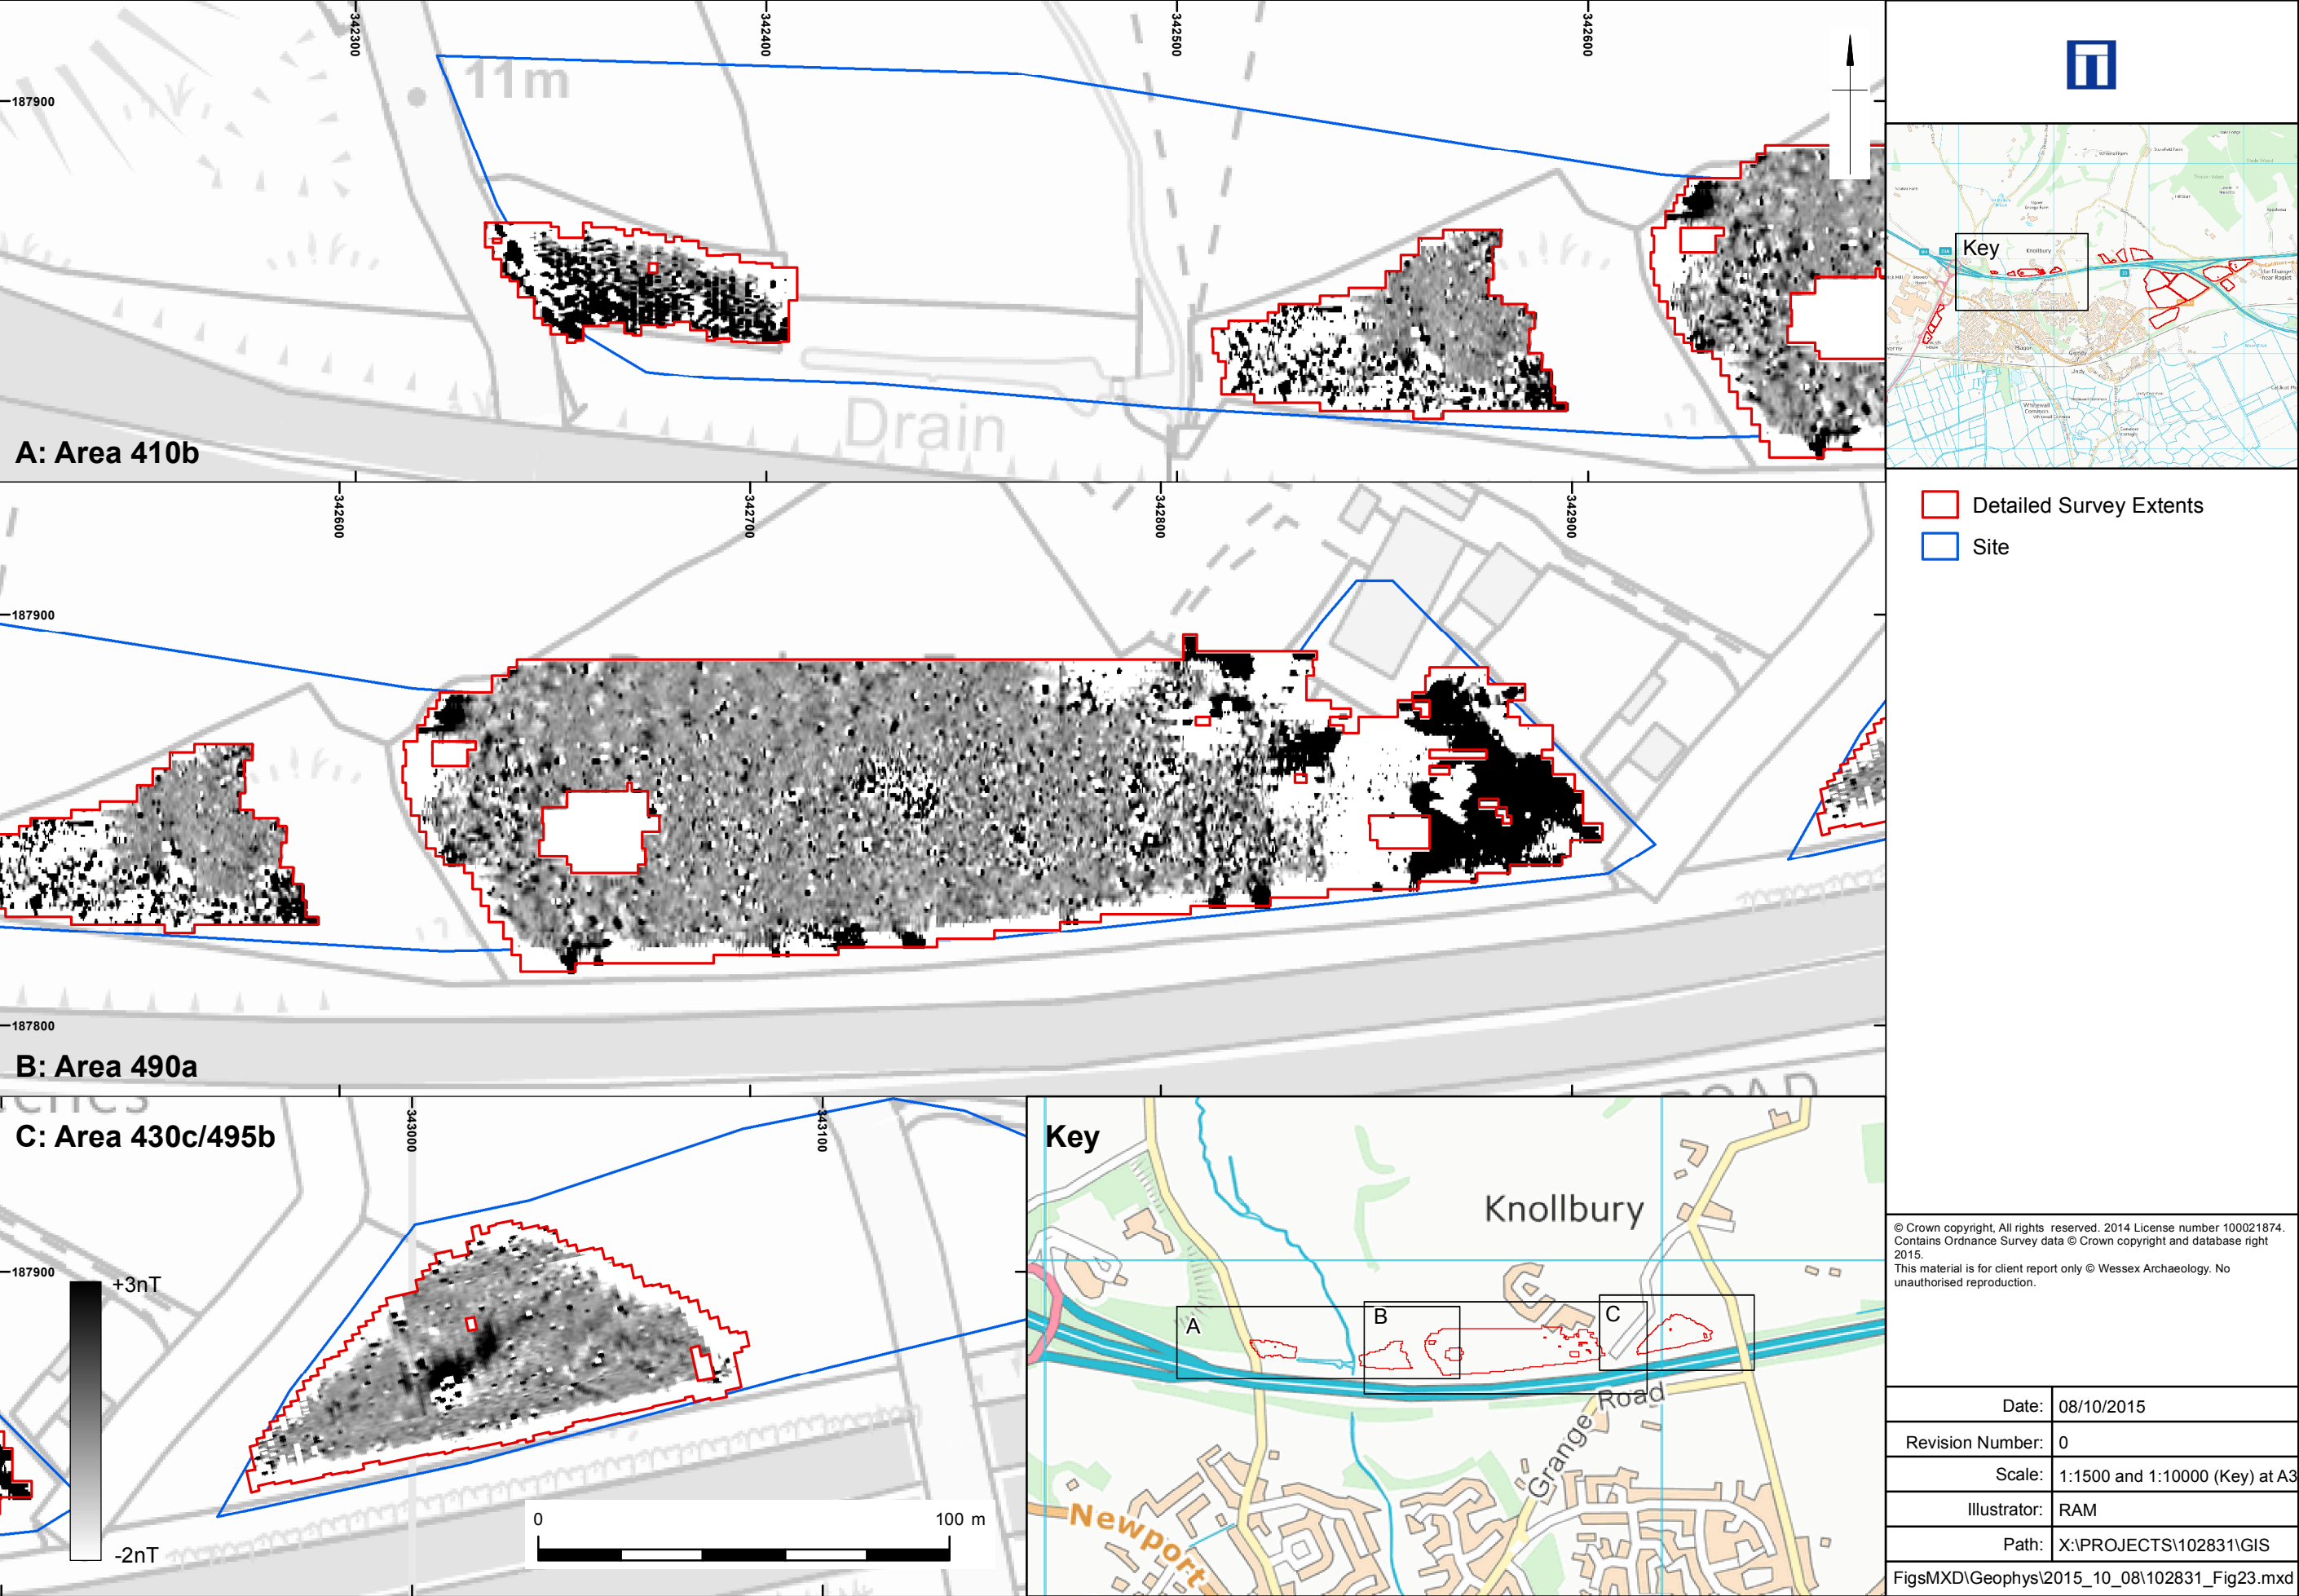 342300
342400
342500
342600
187900
11m
Drain
A: Area 410b
Key
Knollbury
Magor
Undy
Detailed Survey Extents
Site
342600
342700
342800
342900
187900
187800
ROAD
B: Area 490a
C: Area 430c/495b
343000
343100
187900
+3nT
-2nT
0 100 m
Key
Knollbury
A
B
C
Grange Road
Newport
© Crown copyright, All rights reserved. 2014 License number 100021874.
Contains Ordnance Survey data © Crown copyright and database right
2015.
This material is for client report only © Wessex Archaeology. No
unauthorised reproduction.
Date: 08/10/2015
Revision Number: 0
Scale: 1:1500 and 1:10000 (Key) at A3
Illustrator: RAM
Path: X:\PROJECTS\102831\GIS
FigsMXD\Geophys\2015_10_08\102831_Fig23.mxd